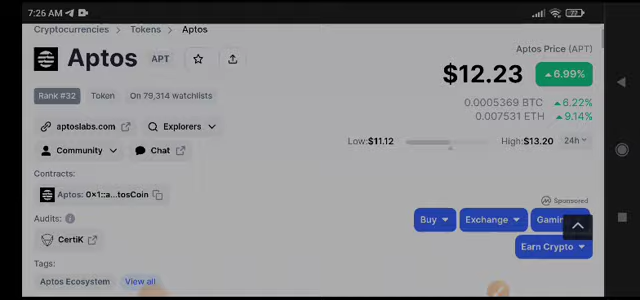 7:26 AM
77
Cryptocurrencies > Tokens > Aptos
Aptos APT
Aptos Price (APT)
$12.23 6.99%
Rank #32 Token On 79,314 watchlists
0.0005369 BTC 6.22%
0.007531 ETH 9.14%
aptoslabs.com Explorers
Low:$11.12 High:$13.20 24h
Community Chat
Contracts:
Aptos: 0x1::a...tosCoin
Sponsored
Audits:
Buy Exchange
CertiK
Earn Crypto
Tags:
Aptos Ecosystem View all